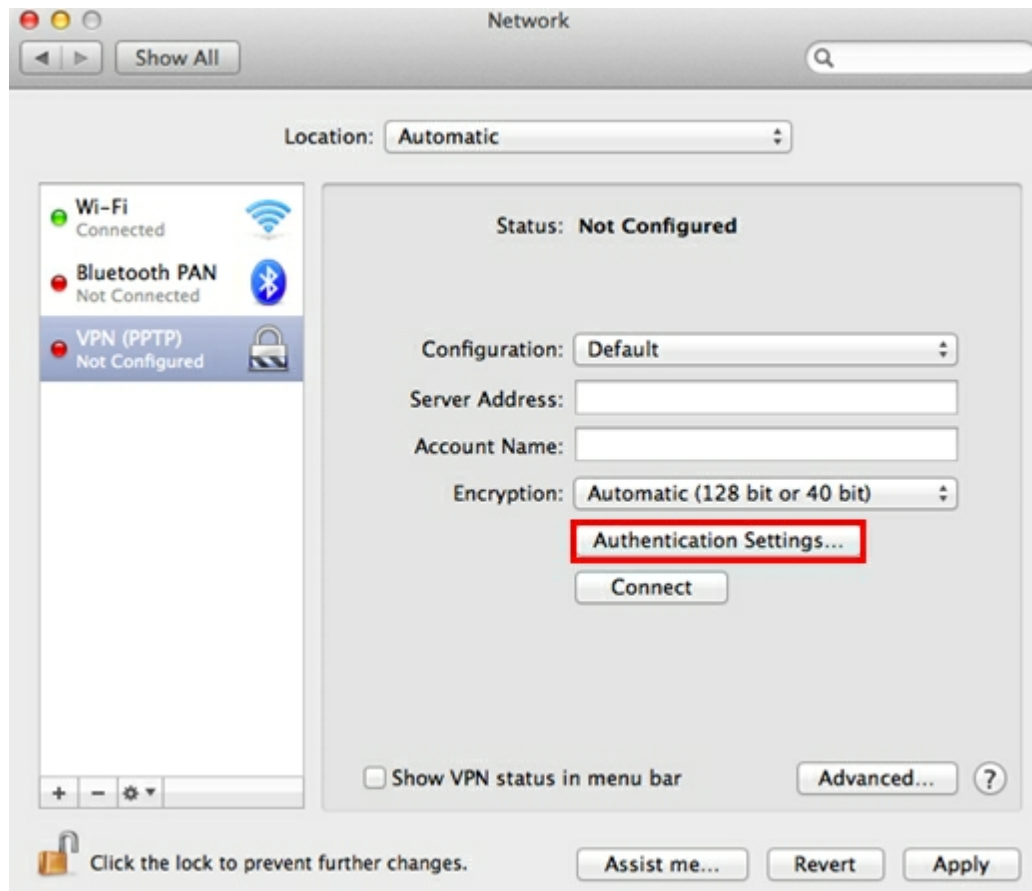 Network
Show All
Location: Automatic
Wi-Fi
Connected
Bluetooth PAN
Not Connected
VPN (PPTP)
Not Configured
Status: Not Configured
Configuration: Default
Server Address:
Account Name:
Encryption: Automatic (128 bit or 40 bit)
Authentication Settings...
Connect
Show VPN status in menu bar
Advanced... ?
Click the lock to prevent further changes.
Assist me... Revert Apply